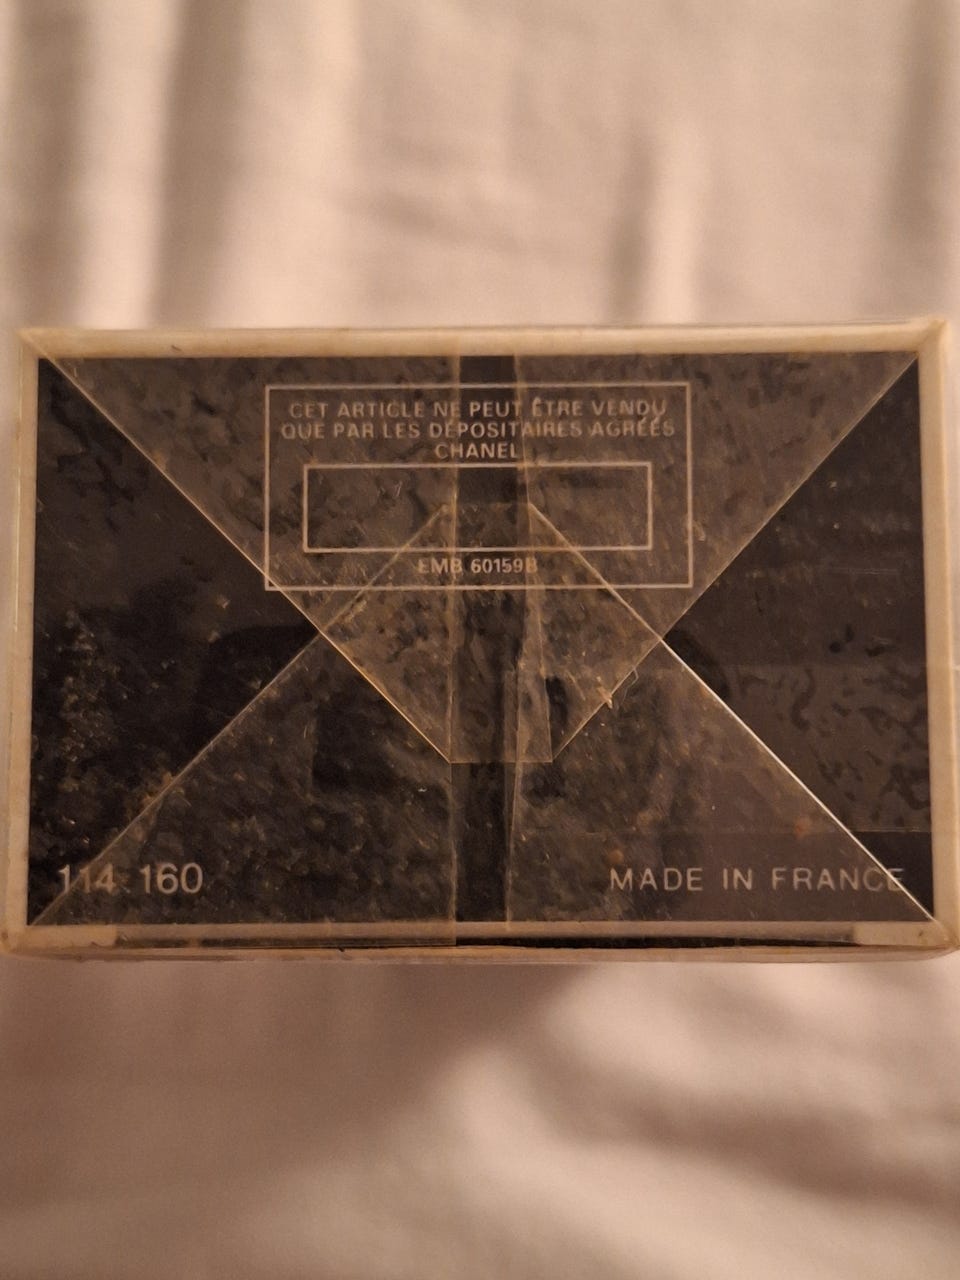 CET ARTICLE NE PEUT ÊTRE VENDU
QUE PAR LES DÉPOSITAIRES AGRÉÉS
CHANEL
EMB 60159B
114 160
MADE IN FRANCE